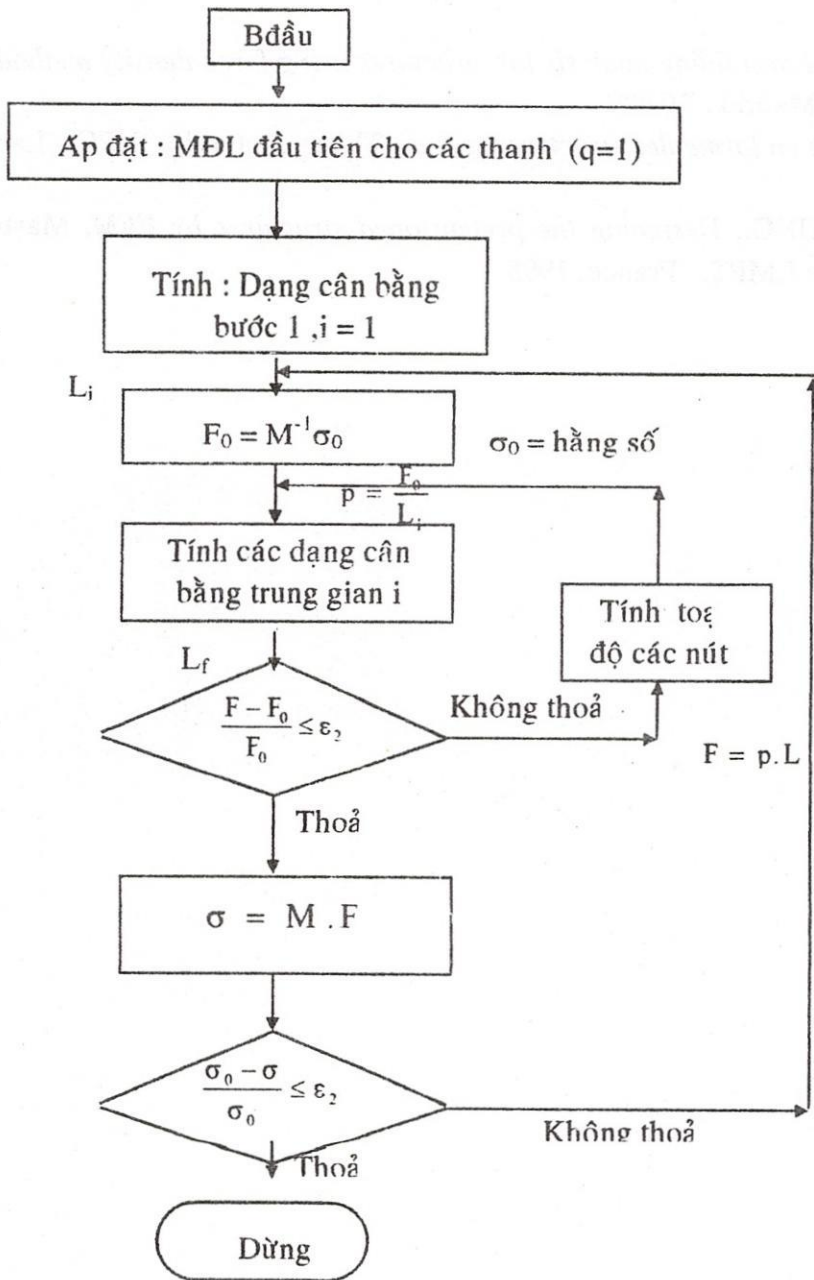 Bđầu
Áp đặt : MĐL đầu tiên cho các thanh (q=1)
Tính : Dạng cân bằng
bước 1 ,i = 1
Lᵢ
F₀ = M⁻¹σ₀
σ₀ = hằng số
p = F₀ / Lᵢ
Tính các dạng cân
bằng trung gian i
Tính toạ
độ các nút
L_f
(F – F₀) / F₀ ≤ ε₂
Không thoả
F = p.L
Thoả
σ = M . F
(σ₀ – σ) / σ₀ ≤ ε₂
Không thoả
Thoả
Dừng